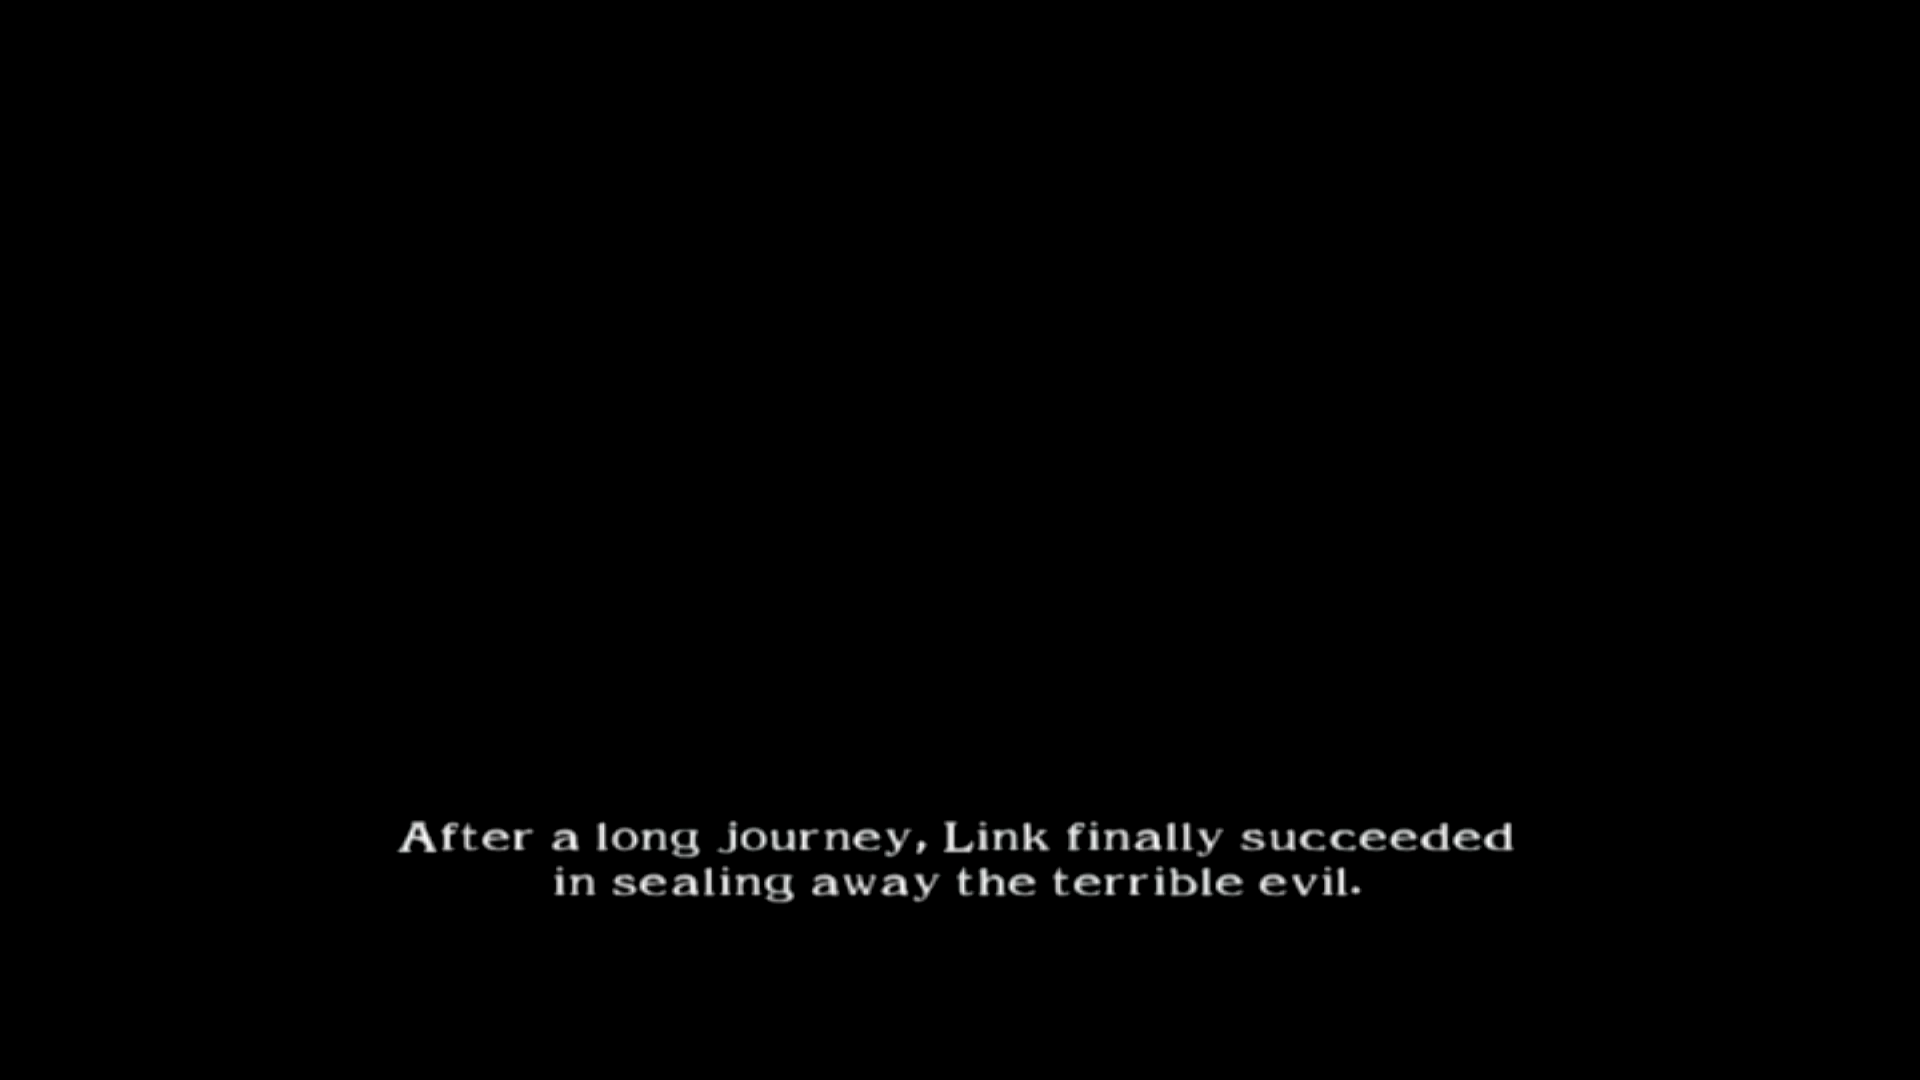 After a long journey, Link finally succeeded
in sealing away the terrible evil.